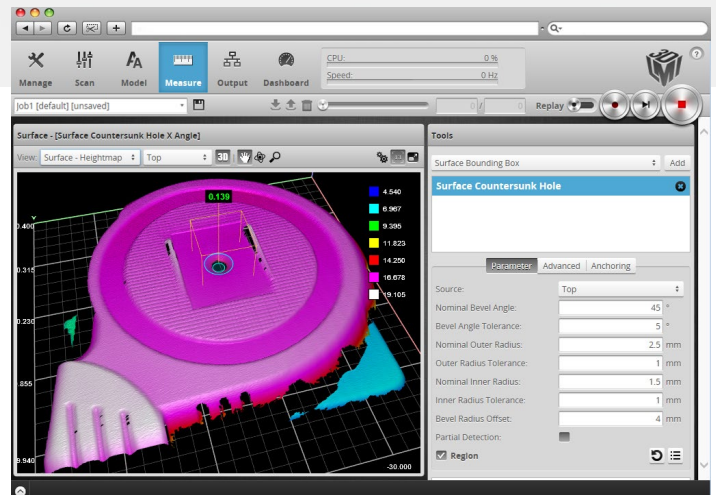 Manage
Scan
Model
Measure
Output
Dashboard
CPU: 0 %
Speed: 0 Hz
Job1 [default] [unsaved]
0 / 0
Replay
Surface - [Surface Countersunk Hole X Angle]
Tools
View: Surface - Heightmap Top 3D
Surface Bounding Box Add
Surface Countersunk Hole
0.139
4.540
6.967
9.395
11.823
14.250
16.678
19.105
Y
0.400
0.315
0.230
.855
9.940
-30.000
Parameter Advanced Anchoring
Source: Top
Nominal Bevel Angle: 45 °
Bevel Angle Tolerance: 5 °
Nominal Outer Radius: 2.5 mm
Outer Radius Tolerance: 1 mm
Nominal Inner Radius: 1.5 mm
Inner Radius Tolerance: 1 mm
Bevel Radius Offset: 4 mm
Partial Detection:
Region